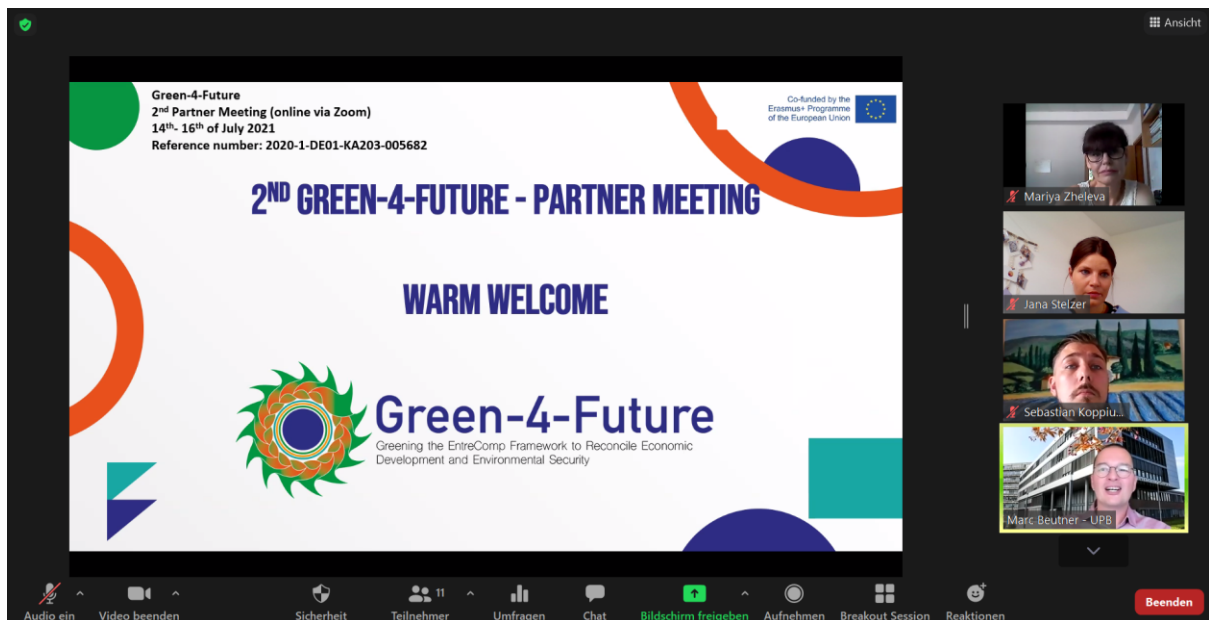 Ansicht
Green-4-Future
2nd Partner Meeting (online via Zoom)
14th- 16th of July 2021
Reference number: 2020-1-DE01-KA203-005682
Co-funded by the
Erasmus+ Programme
of the European Union
2ND GREEN-4-FUTURE - PARTNER MEETING
WARM WELCOME
Green-4-Future
Greening the EntreComp Framework to Reconcile Economic
Development and Environmental Security
Mariya Zheleva
Jana Stelzer
Sebastian Koppiu...
Marc Beutner - UPB
11
Audio ein
Video beenden
Sicherheit
Teilnehmer
Umfragen
Chat
Bildschirm freigeben
Aufnehmen
Breakout Session
Reaktionen
Beenden